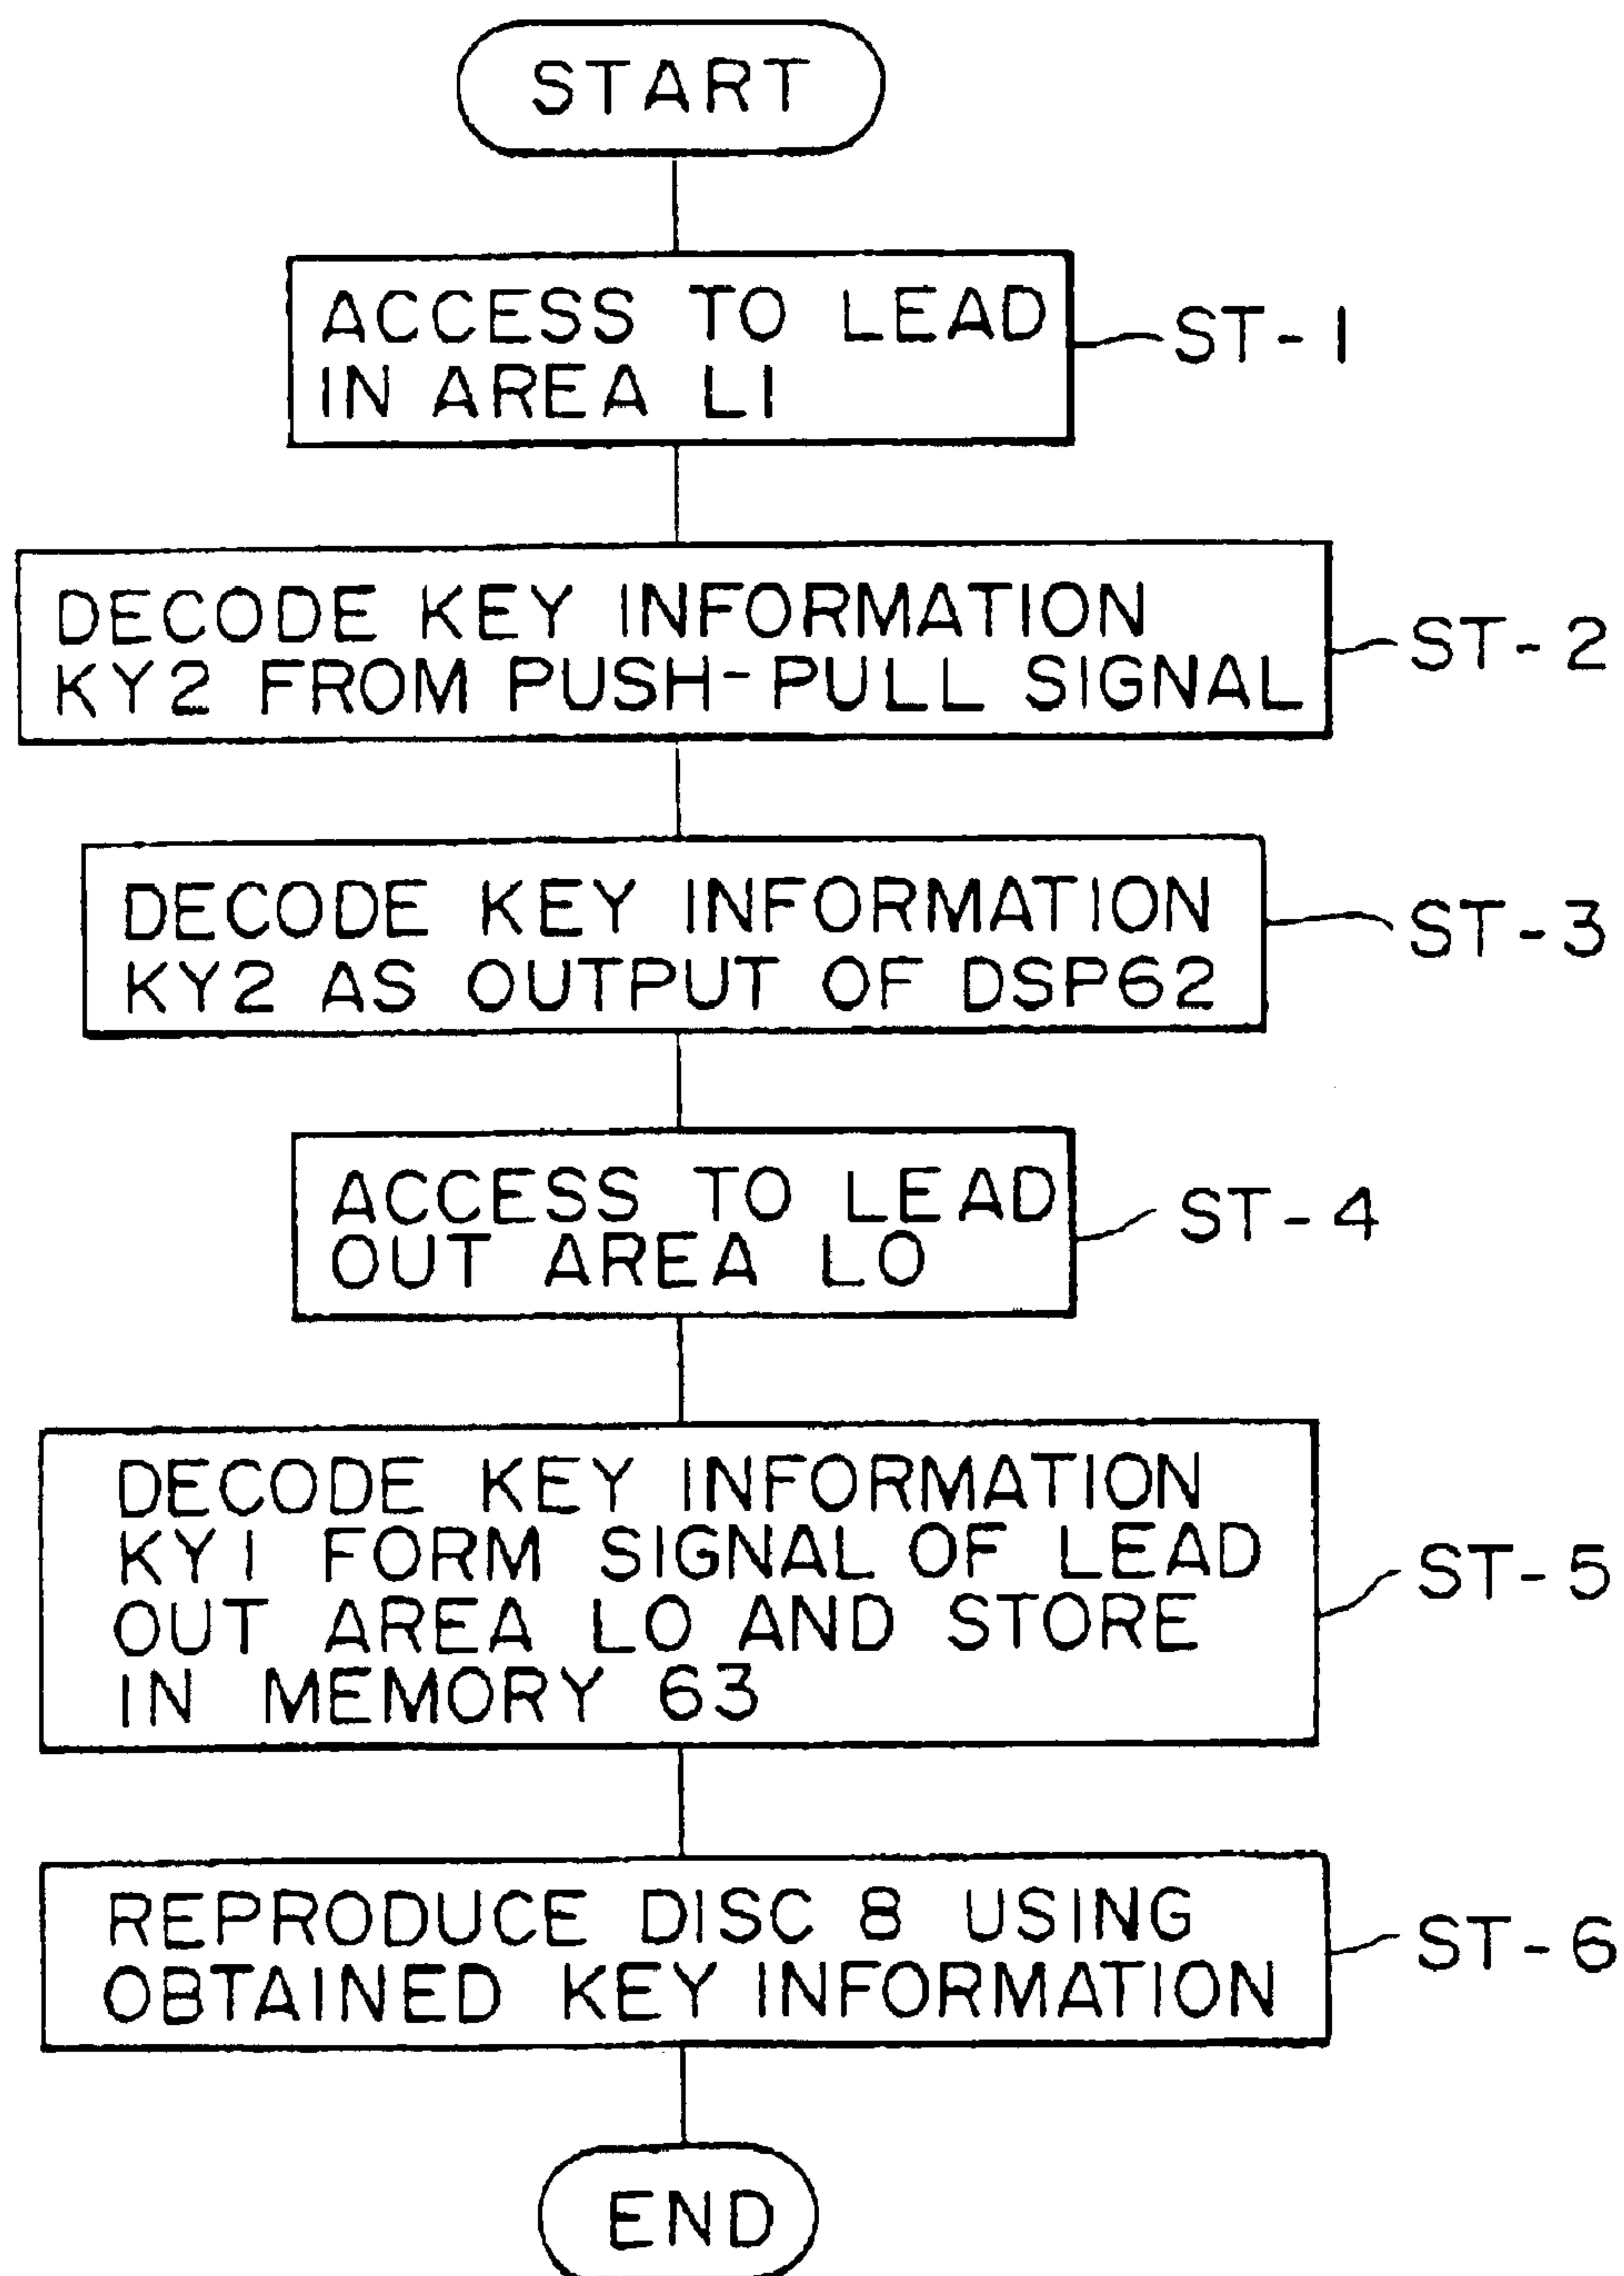 START
ACCESS TO LEAD
IN AREA LI
ST-1
DECODE KEY INFORMATION
KY2 FROM PUSH-PULL SIGNAL
ST-2
DECODE KEY INFORMATION
KY2 AS OUTPUT OF DSP62
ST-3
ACCESS TO LEAD
OUT AREA LO
ST-4
DECODE KEY INFORMATION
KY1 FORM SIGNAL OF LEAD
OUT AREA LO AND STORE
IN MEMORY 63
ST-5
REPRODUCE DISC 8 USING
OBTAINED KEY INFORMATION
ST-6
END